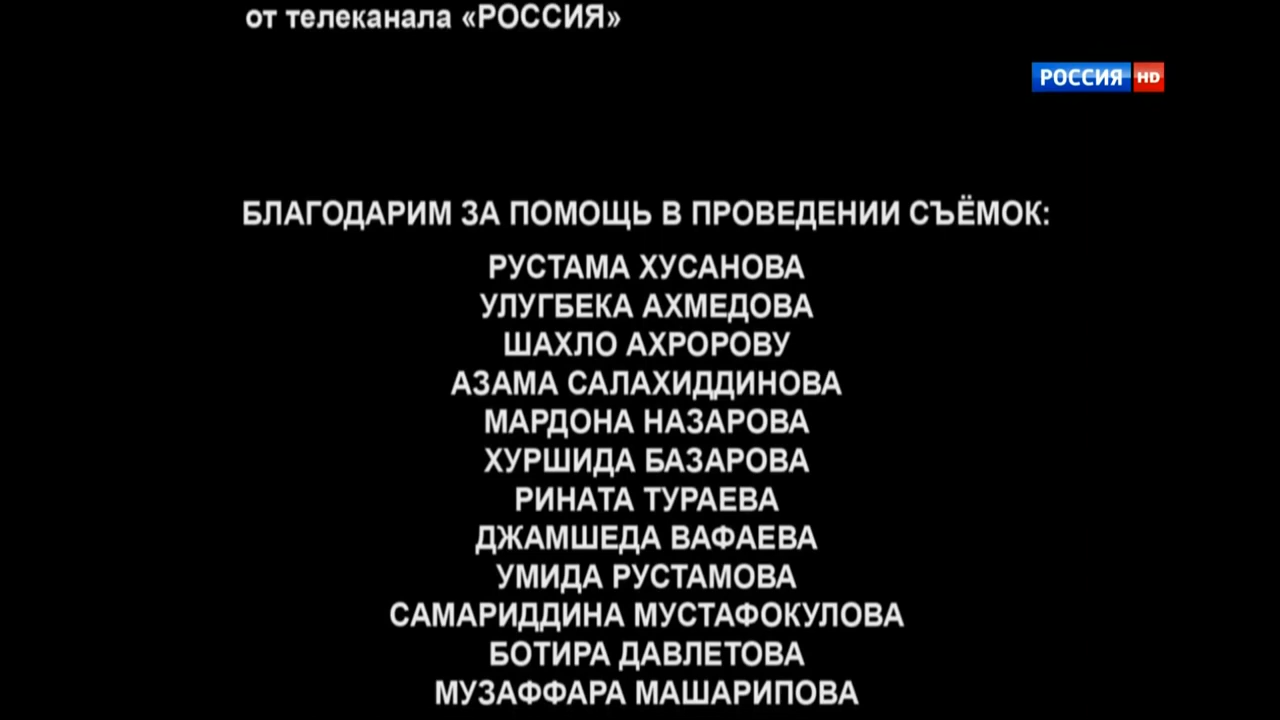 от телеканала «РОССИЯ»
РОССИЯ HD
БЛАГОДАРИМ ЗА ПОМОЩЬ В ПРОВЕДЕНИИ СЪЁМОК:
РУСТАМА ХУСАНОВА
УЛУГБЕКА АХМЕДОВА
ШАХЛО АХРОРОВУ
АЗАМА САЛАХИДДИНОВА
МАРДОНА НАЗАРОВА
ХУРШИДА БАЗАРОВА
РИНАТА ТУРАЕВА
ДЖАМШЕДА ВАФАЕВА
УМИДА РУСТАМОВА
САМАРИДДИНА МУСТАФОКУЛОВА
БОТИРА ДАВЛЕТОВА
МУЗАФФАРА МАШАРИПОВА